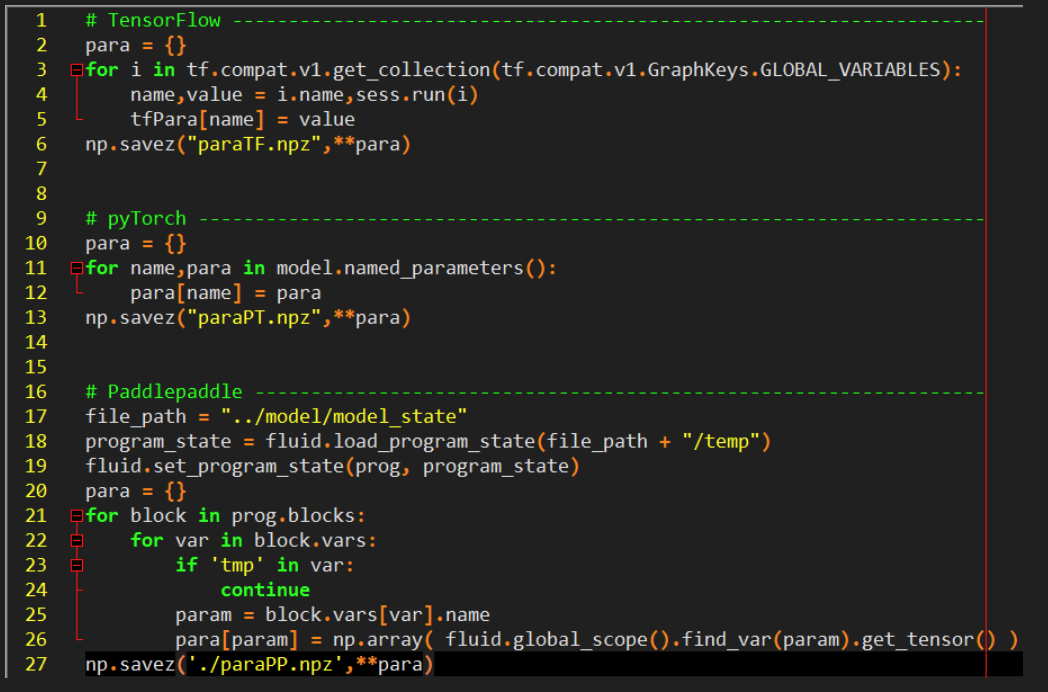 1 # TensorFlow -------------------------------------------------------------------
2 para = {}
3 for i in tf.compat.v1.get_collection(tf.compat.v1.GraphKeys.GLOBAL_VARIABLES):
4     name,value = i.name,sess.run(i)
5     tfPara[name] = value
6 np.savez("paraTF.npz",**para)
7
8
9 # pyTorch ----------------------------------------------------------------------
10 para = {}
11 for name,para in model.named_parameters():
12     para[name] = para
13 np.savez("paraPT.npz",**para)
14
15
16 # Paddlepaddle -----------------------------------------------------------------
17 file_path = "../model/model_state"
18 program_state = fluid.load_program_state(file_path + "/temp")
19 fluid.set_program_state(prog, program_state)
20 para = {}
21 for block in prog.blocks:
22     for var in block.vars:
23         if 'tmp' in var:
24             continue
25         param = block.vars[var].name
26         para[param] = np.array( fluid.global_scope().find_var(param).get_tensor() )
27 np.savez('./paraPP.npz',**para)